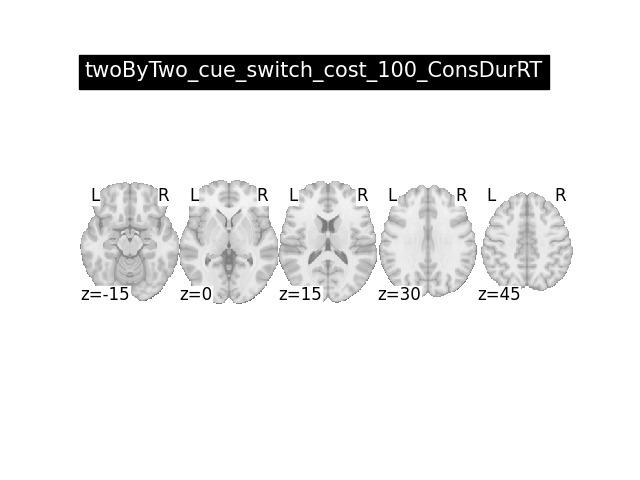 twoByTwo_cue_switch_cost_100_ConsDurRT
L R L R L R L R L R
z=-15 z=0 z=15 z=30 z=45